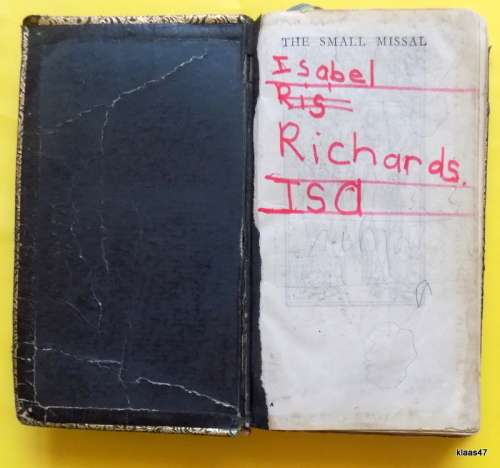 THE SMALL MISSAL
Isabel
Ris
Richards.
ISa
klaas47